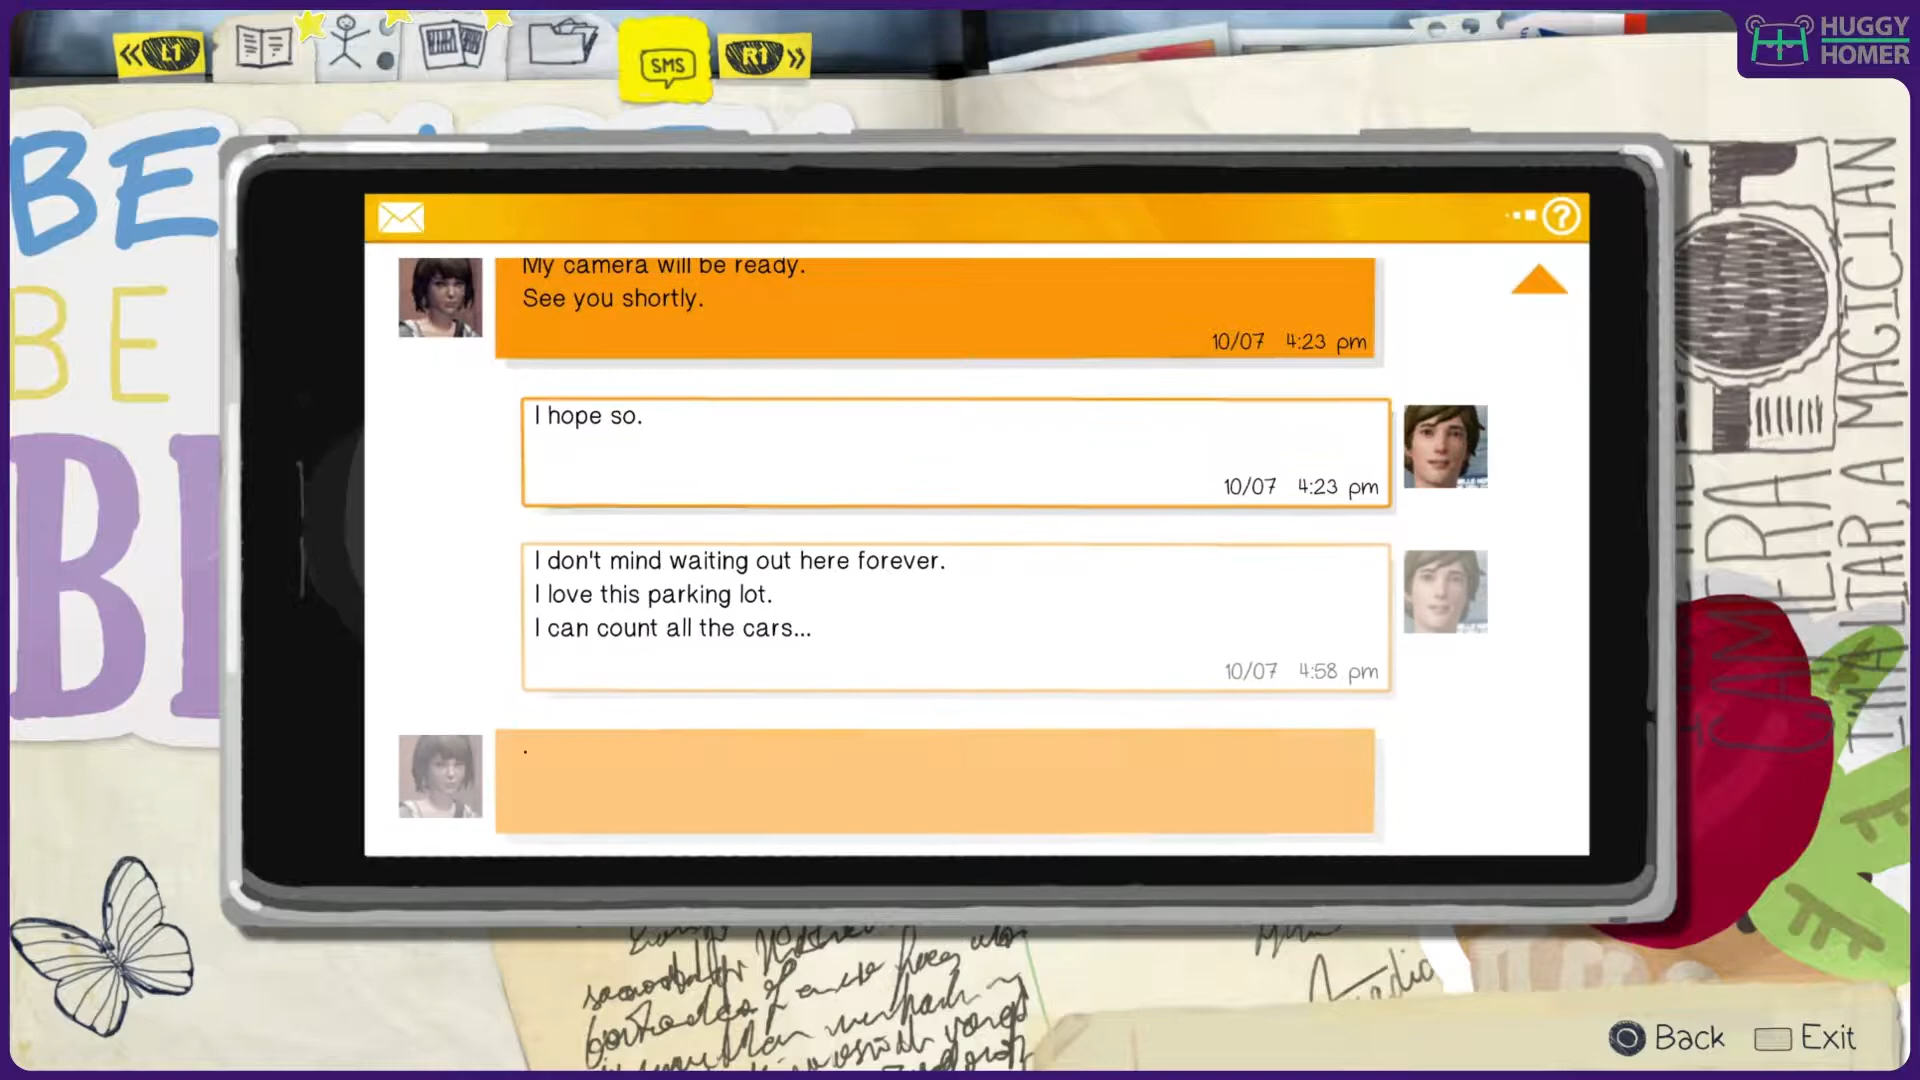 L1
SMS
R1
HUGGY
HOMER
BE
BE
My camera will be ready.
See you shortly.
10/07 4:23 pm
I hope so.
10/07 4:23 pm
I don't mind waiting out here forever.
I love this parking lot.
I can count all the cars...
10/07 4:58 pm
.
A MAGICIAN
Back
Exit